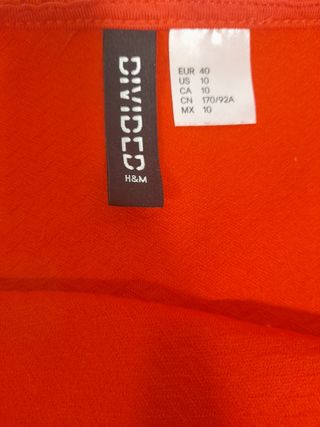 DIVIDED
H&M
EUR 40
US 10
CA 10
CN 170/92A
MX 10